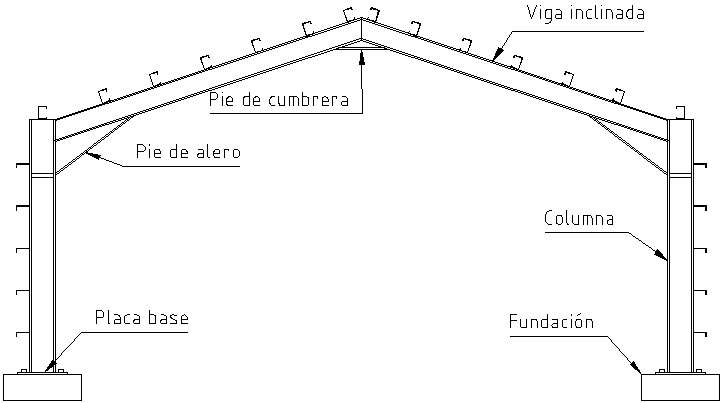 Viga inclinada
Pie de cumbrera
Pie de alero
Columna
Placa base
Fundación